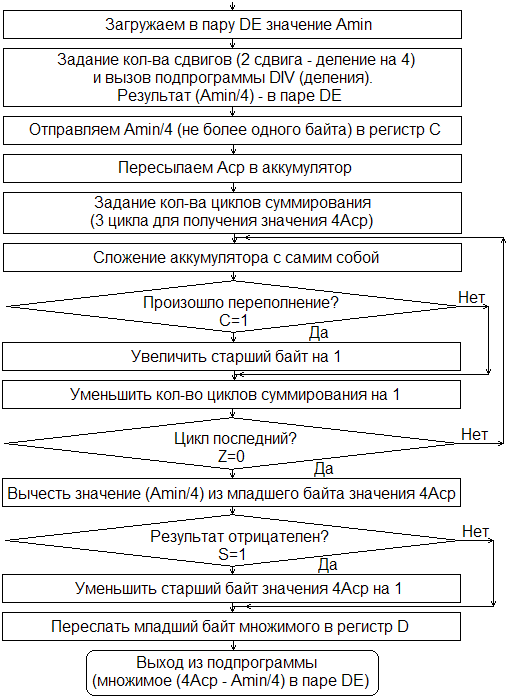 Загружаем в пару DE значение Amin
Задание кол-ва сдвигов (2 сдвига - деление на 4)
и вызов подпрограммы DIV (деления).
Результат (Amin/4) - в паре DE
Отправляем Amin/4 (не более одного байта) в регистр С
Пересылаем Аср в аккумулятор
Задание кол-ва циклов суммирования
(3 цикла для получения значения 4Аср)
Сложение аккумулятора с самим собой
Произошло переполнение?
С=1
Нет
Да
Увеличить старший байт на 1
Уменьшить кол-во циклов суммирования на 1
Цикл последний?
Z=0
Нет
Да
Вычесть значение (Amin/4) из младшего байта значения 4Аср
Результат отрицателен?
S=1
Нет
Да
Уменьшить старший байт значения 4Аср на 1
Переслать младший байт множимого в регистр D
Выход из подпрограммы
(множимое (4Аср - Amin/4) в паре DE)